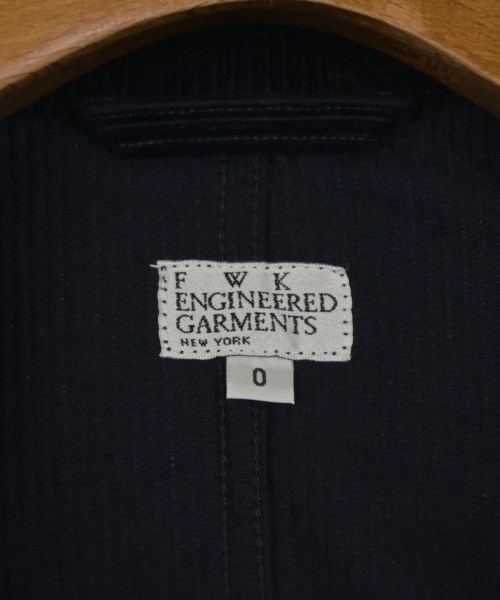 F W K
ENGINEERED
GARMENTS
NEW YORK
0